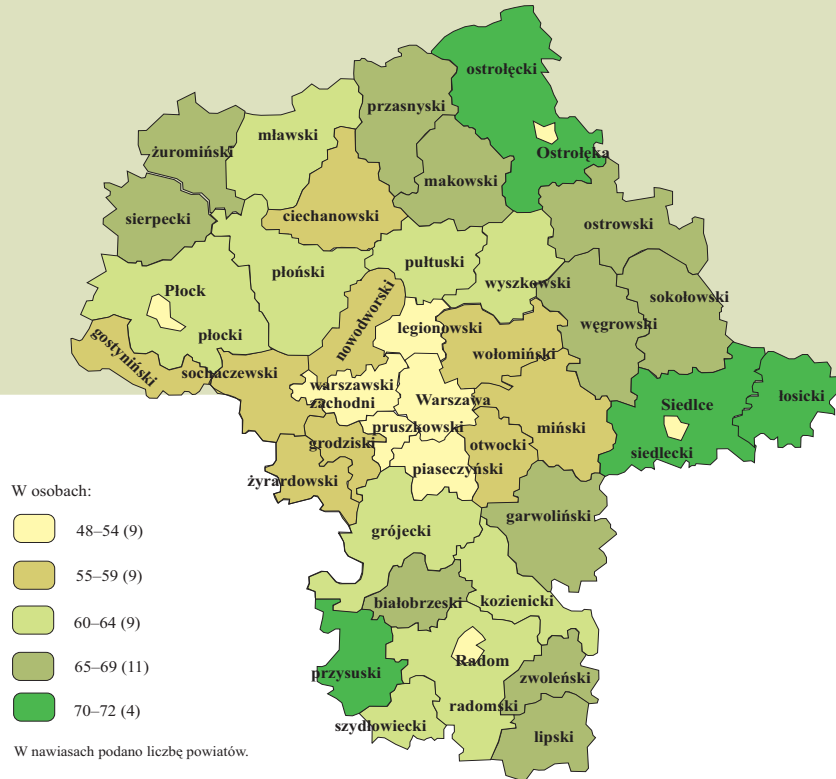 ostrołęcki
przasnyski
mławski
żuromiński
Ostrołęka
makowski
sierpecki
ciechanowski
ostrowski
płoński
pułtuski
wyszkowski
Płock
sokołowski
węgrowski
nowodworski
legionowski
płocki
gostyniński
wołomiński
sochaczewski
warszawski
zachodni
Warszawa
Siedlce
łosicki
pruszkowski
miński
grodziski
otwocki
siedlecki
piaseczyński
żyrardowski
garwoliński
grójecki
białobrzeski
kozienicki
Radom
przysuski
zwoleński
radomski
szydłowiecki
lipski
W osobach:
48–54 (9)
55–59 (9)
60–64 (9)
65–69 (11)
70–72 (4)
W nawiasach podano liczbę powiatów.